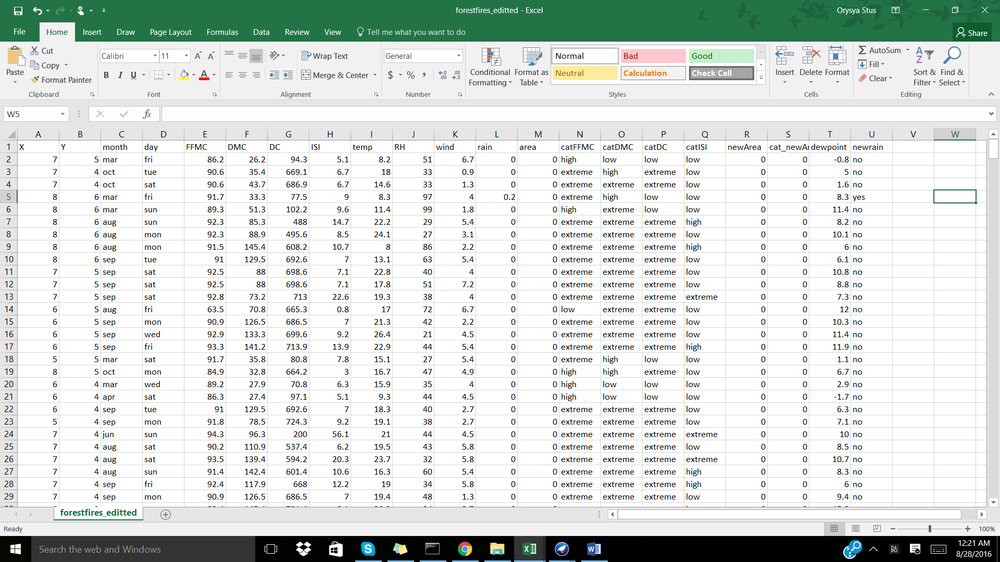 forestfires_editted - Excel
Orysya Stus
File Home Insert Draw Page Layout Formulas Data Review View Tell me what you want to do Share
Paste
Cut
Copy
Format Painter
Clipboard
Calibri 11
B I U
Font
Wrap Text
Merge & Center
Alignment
General
$ % ,
Number
Conditional Formatting
Format as Table
Normal Bad Good
Neutral Calculation Check Cell
Styles
Insert Delete Format
Cells
AutoSum
Fill
Clear
Sort & Filter
Find & Select
Editing
W5 fx
A B C D E F G H I J K L M N O P Q R S T U V W
1 X Y month day FFMC DMC DC ISI temp RH wind rain area catFFMC catDMC catDC catISI newArea cat_newAr dewpoint newrain
2 7 5 mar fri 86.2 26.2 94.3 5.1 8.2 51 6.7 0 0 high low low low 0 0 -0.8 no
3 7 4 oct tue 90.6 35.4 669.1 6.7 18 33 0.9 0 0 extreme high extreme low 0 0 5 no
4 7 4 oct sat 90.6 43.7 686.9 6.7 14.6 33 1.3 0 0 extreme extreme extreme low 0 0 1.6 no
5 8 6 mar fri 91.7 33.3 77.5 9 8.3 97 4 0.2 0 extreme high low low 0 0 8.3 yes
6 8 6 mar sun 89.3 51.3 102.2 9.6 11.4 99 1.8 0 0 high extreme low low 0 0 11.4 no
7 8 6 aug sun 92.3 85.3 488 14.7 22.2 29 5.4 0 0 extreme extreme extreme high 0 0 8.2 no
8 8 6 aug mon 92.3 88.9 495.6 8.5 24.1 27 3.1 0 0 extreme extreme extreme low 0 0 10.1 no
9 8 6 aug mon 91.5 145.4 608.2 10.7 8 86 2.2 0 0 extreme extreme extreme high 0 0 6 no
10 8 6 sep tue 91 129.5 692.6 7 13.1 63 5.4 0 0 extreme extreme extreme low 0 0 6.1 no
11 7 5 sep sat 92.5 88 698.6 7.1 22.8 40 4 0 0 extreme extreme extreme low 0 0 10.8 no
12 7 5 sep sat 92.5 88 698.6 7.1 17.8 51 7.2 0 0 extreme extreme extreme low 0 0 8.8 no
13 7 5 sep sat 92.8 73.2 713 22.6 19.3 38 4 0 0 extreme extreme extreme extreme 0 0 7.3 no
14 6 5 aug fri 63.5 70.8 665.3 0.8 17 72 6.7 0 0 low extreme extreme low 0 0 12 no
15 6 5 sep mon 90.9 126.5 686.5 7 21.3 42 2.2 0 0 extreme extreme extreme low 0 0 10.3 no
16 6 5 sep wed 92.9 133.3 699.6 9.2 26.4 21 4.5 0 0 extreme extreme extreme low 0 0 11.4 no
17 6 5 sep fri 93.3 141.2 713.9 13.9 22.9 44 5.4 0 0 extreme extreme extreme high 0 0 11.9 no
18 5 5 mar sat 91.7 35.8 80.8 7.8 15.1 27 5.4 0 0 extreme high low low 0 0 1.1 no
19 8 5 oct mon 84.9 32.8 664.2 3 16.7 47 4.9 0 0 high high extreme low 0 0 6.7 no
20 6 4 mar wed 89.2 27.9 70.8 6.3 15.9 35 4 0 0 high low low low 0 0 2.9 no
21 6 4 apr sat 86.3 27.4 97.1 5.1 9.3 44 4.5 0 0 high low low low 0 0 -1.7 no
22 6 4 sep tue 91 129.5 692.6 7 18.3 40 2.7 0 0 extreme extreme extreme low 0 0 6.3 no
23 5 4 sep mon 91.8 78.5 724.3 9.2 19.1 38 2.7 0 0 extreme extreme extreme low 0 0 7.1 no
24 7 4 jun sun 94.3 96.3 200 56.1 21 44 4.5 0 0 extreme extreme extreme extreme 0 0 10 no
25 7 4 aug sat 90.2 110.9 537.4 6.2 19.5 43 5.8 0 0 extreme extreme extreme low 0 0 8.5 no
26 7 4 aug sat 93.5 139.4 594.2 20.3 23.7 32 5.8 0 0 extreme extreme extreme extreme 0 0 10.7 no
27 7 4 aug sun 91.4 142.4 601.4 10.6 16.3 60 5.4 0 0 extreme extreme extreme high 0 0 8.3 no
28 7 4 sep fri 92.4 117.9 668 12.2 19 34 5.8 0 0 extreme extreme extreme high 0 0 6 no
29 7 4 sep mon 90.9 126.5 686.5 7 19.4 48 1.3 0 0 extreme extreme extreme low 0 0 9.4 no
forestfires_editted
Ready 100%
Search the web and Windows
12:21 AM
8/28/2016